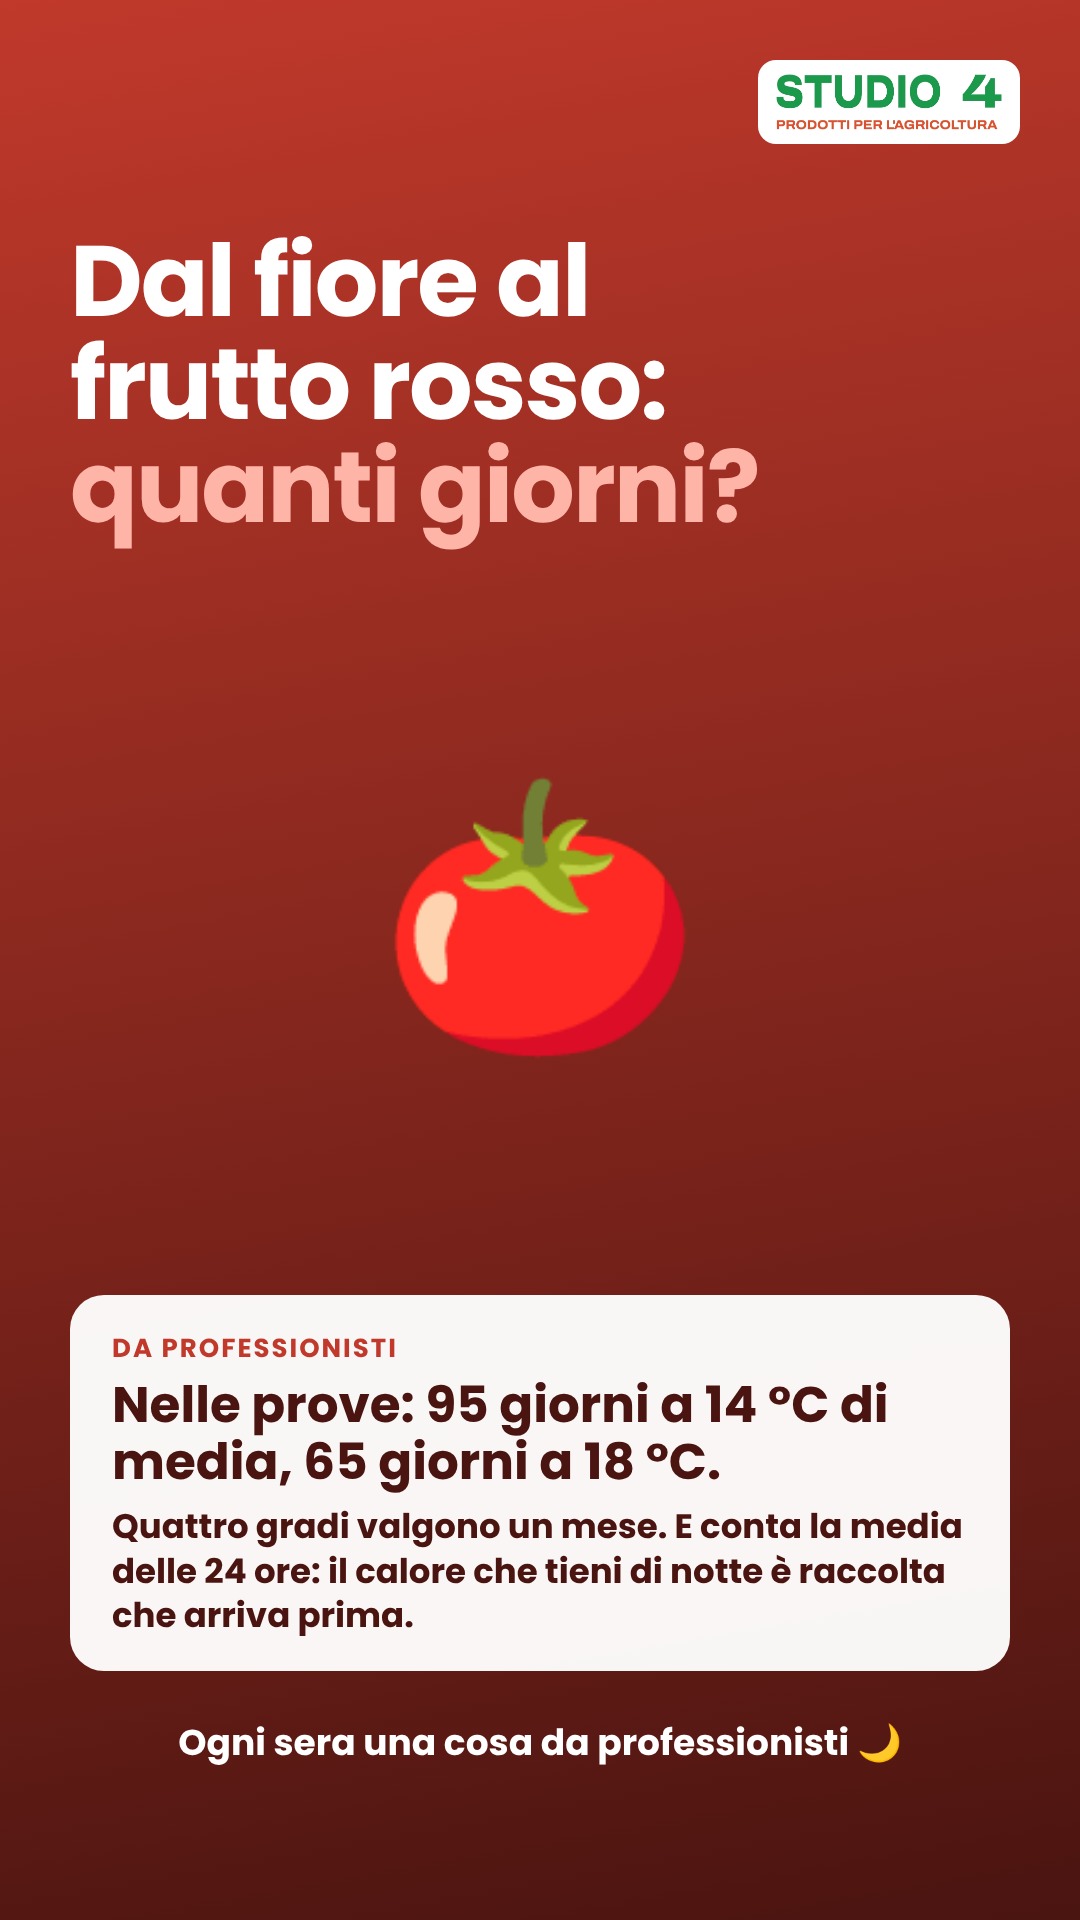 STUDIO 4
PRODOTTI PER L'AGRICOLTURA
Dal fiore al
frutto rosso:
quanti giorni?
DA PROFESSIONISTI
Nelle prove: 95 giorni a 14 °C di
media, 65 giorni a 18 °C.
Quattro gradi valgono un mese. E conta la media
delle 24 ore: il calore che tieni di notte è raccolta
che arriva prima.
Ogni sera una cosa da professionisti 🌙